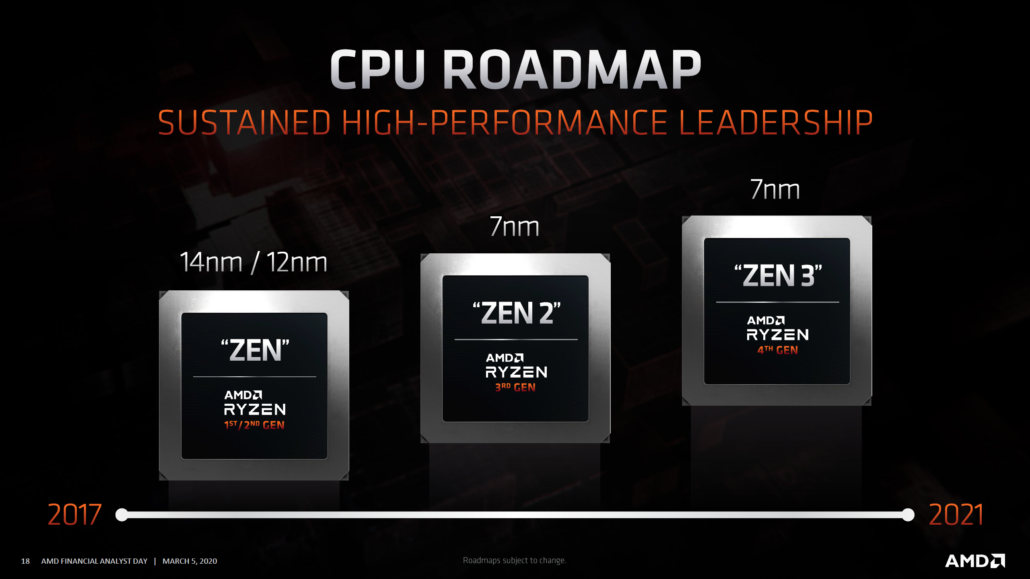 CPU ROADMAP
SUSTAINED HIGH-PERFORMANCE LEADERSHIP
14nm / 12nm
"ZEN"
AMD
RYZEN
1ST/2ND GEN
7nm
"ZEN 2"
AMD
RYZEN
3RD GEN
7nm
"ZEN 3"
AMD
RYZEN
4TH GEN
2017
2021
18 AMD FINANCIAL ANALYST DAY | MARCH 5, 2020
Roadmaps subject to change.
AMD